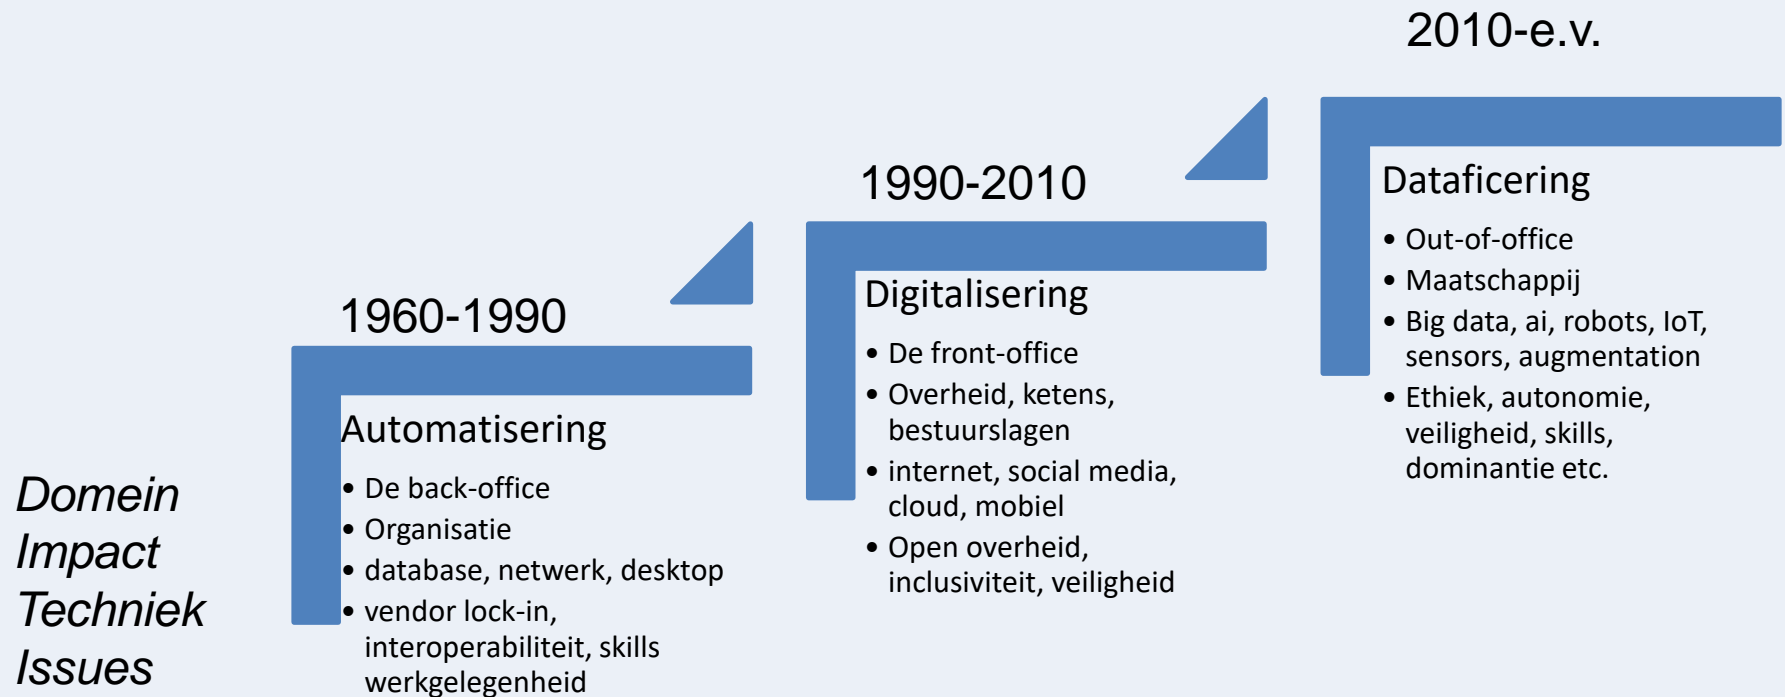 Domein
Impact
Techniek
Issues
1960-1990
Automatisering
• De back-office
• Organisatie
• database, netwerk, desktop
• vendor lock-in,
interoperabiliteit, skills
werkgelegenheid
1990-2010
Digitalisering
• De front-office
• Overheid, ketens,
bestuurslagen
• internet, social media,
cloud, mobiel
• Open overheid,
inclusiviteit, veiligheid
2010-e.v.
Dataficering
• Out-of-office
• Maatschappij
• Big data, ai, robots, IoT,
sensors, augmentation
• Ethiek, autonomie,
veiligheid, skills,
dominantie etc.